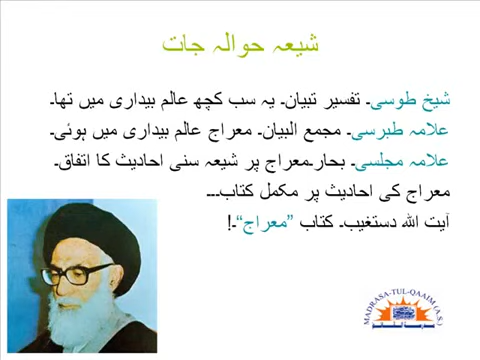 شیعہ حوالہ جات
شیخ طوسی۔ تفسیر تبیان۔ یہ سب کچھ عالم بیداری میں تھا۔
علامہ طبرسی۔ مجمع البیان۔ معراج عالم بیداری میں ہوئی۔
علامہ مجلسی۔ بحار۔معراج پر شیعہ سنی احادیث کا اتفاق۔
معراج کی احادیث پر مکمل کتاب۔۔۔
آیت اللہ دستغیب۔ کتاب ”معراج“۔!
MADRASA-TUL-QAAIM (A.S.)